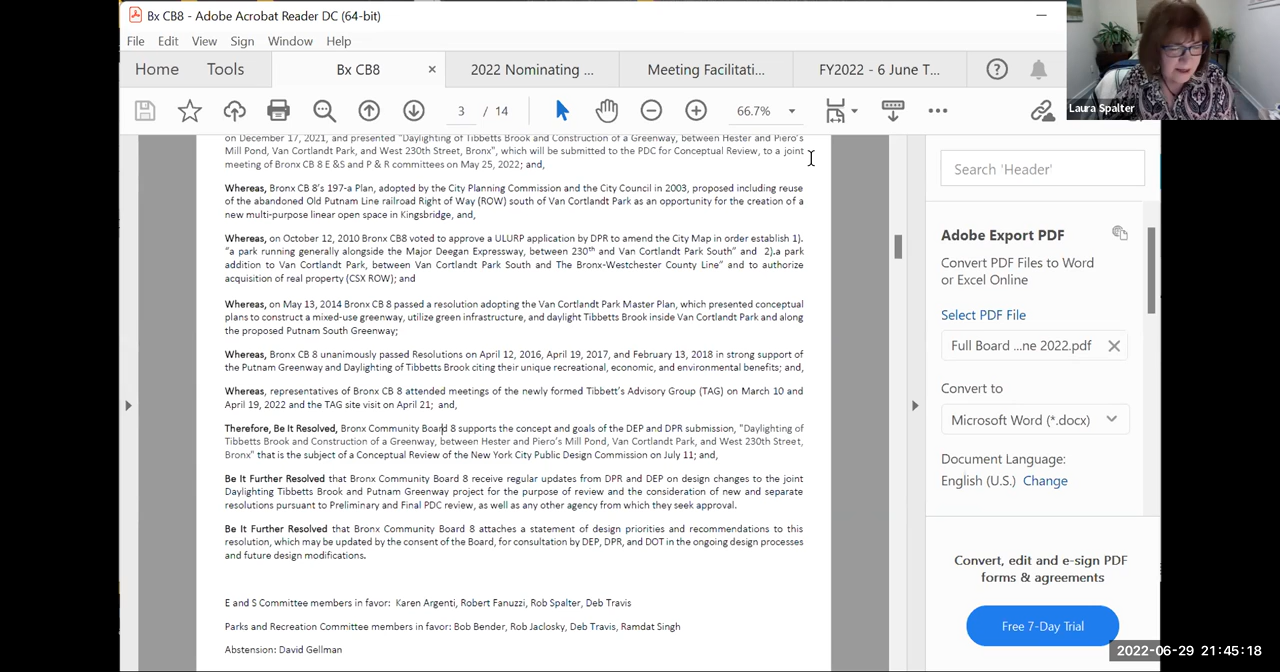 Bx CB8 - Adobe Acrobat Reader DC (64-bit)
File Edit View Sign Window Help
Home Tools Bx CB8 × 2022 Nominating ... Meeting Facilitati... FY2022 - 6 June T...
3 / 14 66.7%
Laura Spalter
on December 17, 2021, and presented "Daylighting of Tibbetts Brook and Construction of a Greenway, between Hester and Piero's
Mill Pond, Van Cortlandt Park, and West 230th Street, Bronx", which will be submitted to the PDC for Conceptual Review, to a joint
meeting of Bronx CB 8 E &S and P & R committees on May 25, 2022; and,
Whereas, Bronx CB 8's 197-a Plan, adopted by the City Planning Commission and the City Council in 2003, proposed including reuse
of the abandoned Old Putnam Line railroad Right of Way (ROW) south of Van Cortlandt Park as an opportunity for the creation of a
new multi-purpose linear open space in Kingsbridge, and,
Whereas, on October 12, 2010 Bronx CB8 voted to approve a ULURP application by DPR to amend the City Map in order establish 1).
"a park running generally alongside the Major Deegan Expressway, between 230th and Van Cortlandt Park South" and 2).a park
addition to Van Cortlandt Park, between Van Cortlandt Park South and The Bronx-Westchester County Line" and to authorize
acquisition of real property (CSX ROW); and
Whereas, on May 13, 2014 Bronx CB 8 passed a resolution adopting the Van Cortlandt Park Master Plan, which presented conceptual
plans to construct a mixed-use greenway, utilize green infrastructure, and daylight Tibbetts Brook inside Van Cortlandt Park and along
the proposed Putnam South Greenway;
Whereas, Bronx CB 8 unanimously passed Resolutions on April 12, 2016, April 19, 2017, and February 13, 2018 in strong support of
the Putnam Greenway and Daylighting of Tibbetts Brook citing their unique recreational, economic, and environmental benefits; and,
Whereas, representatives of Bronx CB 8 attended meetings of the newly formed Tibbett's Advisory Group (TAG) on March 10 and
April 19, 2022 and the TAG site visit on April 21; and,
Therefore, Be It Resolved, Bronx Community Board 8 supports the concept and goals of the DEP and DPR submission, "Daylighting of
Tibbetts Brook and Construction of a Greenway, between Hester and Piero's Mill Pond, Van Cortlandt Park, and West 230th Street,
Bronx" that is the subject of a Conceptual Review of the New York City Public Design Commission on July 11; and,
Be It Further Resolved that Bronx Community Board 8 receive regular updates from DPR and DEP on design changes to the joint
Daylighting Tibbetts Brook and Putnam Greenway project for the purpose of review and the consideration of new and separate
resolutions pursuant to Preliminary and Final PDC review, as well as any other agency from which they seek approval.
Be It Further Resolved that Bronx Community Board 8 attaches a statement of design priorities and recommendations to this
resolution, which may be updated by the consent of the Board, for consultation by DEP, DPR, and DOT in the ongoing design processes
and future design modifications.
E and S Committee members in favor: Karen Argenti, Robert Fanuzzi, Rob Spalter, Deb Travis
Parks and Recreation Committee members in favor: Bob Bender, Rob Jaclosky, Deb Travis, Ramdat Singh
Abstension: David Gellman
Search 'Header'
Adobe Export PDF
Convert PDF Files to Word
or Excel Online
Select PDF File
Full Board ...ne 2022.pdf ×
Convert to
Microsoft Word (*.docx)
Document Language:
English (U.S.) Change
Convert, edit and e-sign PDF
forms & agreements
Free 7-Day Trial
2022-06-29 21:45:18